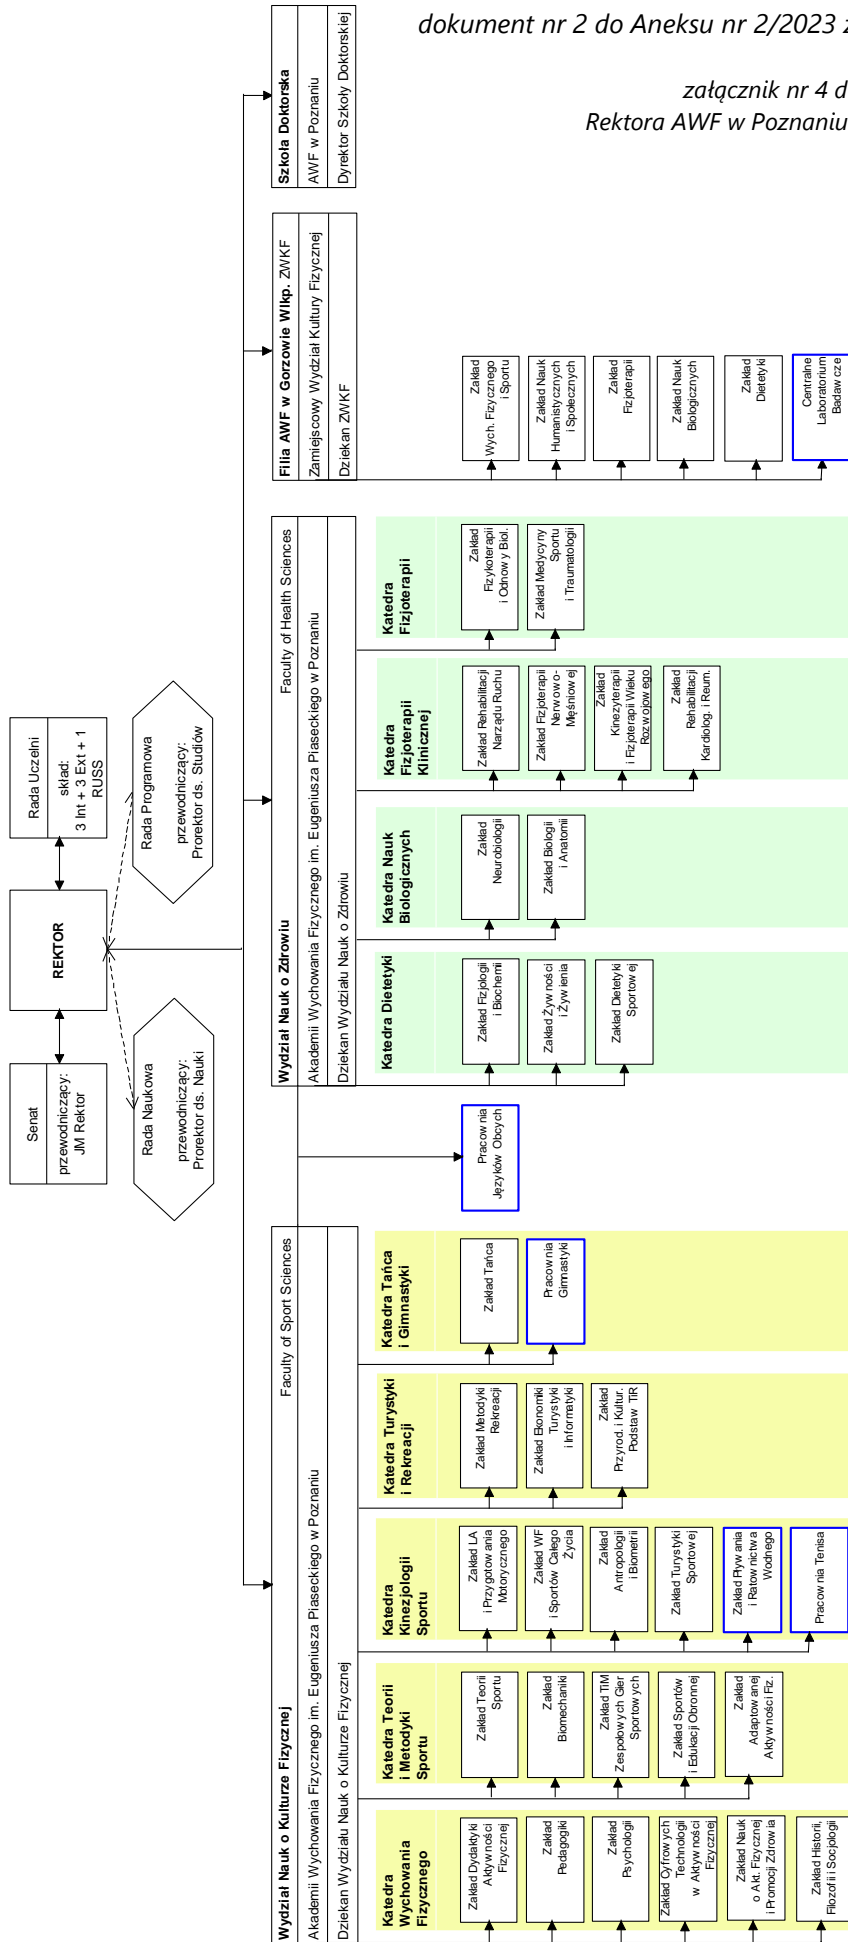 dokument nr 2 do Aneksu nr 2/2023 z
załącznik nr 4 d
Rektora AWF w Poznaniu
Senat
przewodniczący:
JM Rektor
REKTOR
Rada Uczelni
skład:
3 Int + 3 Ext + 1
RUSS
Rada Naukowa
przewodniczący:
Prorektor ds. Nauki
Rada Programowa
przewodniczący:
Prorektor ds. Studiów
Wydział Nauk o Kulturze Fizycznej
Faculty of Sport Sciences
Akademii Wychowania Fizycznego im. Eugeniusza Piaseckiego w Poznaniu
Dziekan Wydziału Nauk o Kulturze Fizycznej
Katedra
Wychowania
Fizycznego
Zakład Dydaktyki
Aktywności
Fizycznej
Zakład
Pedagogiki
Zakład
Psychologii
Zakład Cyfrowych
Technologii
w Aktywności
Fizycznej
Zakład Nauk
o Akt. Fizycznej
i Promocji Zdrowia
Zakład Historii,
Filozofii i Socjologii
Katedra Teorii
i Metodyki
Sportu
Zakład Teorii
Sportu
Zakład
Biomechaniki
Zakład TiM
Zespołowych Gier
Sportowych
Zakład Sportów
i Edukacji Obronnej
Zakład
Adaptowanej
Aktywności Fiz.
Katedra
Kinezjologii
Sportu
Zakład LA
i Przygotowania
Motorycznego
Zakład WF
i Sportów Całego
Życia
Zakład
Antropologii
i Biometrii
Zakład Turystyki
Sportowej
Zakład Pływania
i Ratownictwa
Wodnego
Pracownia Tenisa
Katedra Turystyki
i Rekreacji
Zakład Metodyki
Rekreacji
Zakład Ekonomiki
Turystyki
i Informatyki
Zakład
Przyrod. i Kultur.
Podstaw TiR
Katedra Tańca
i Gimnastyki
Zakład Tańca
Pracownia
Gimnastyki
Pracownia
Języków Obcych
Wydział Nauk o Zdrowiu
Faculty of Health Sciences
Akademii Wychowania Fizycznego im. Eugeniusza Piaseckiego w Poznaniu
Dziekan Wydziału Nauk o Zdrowiu
Katedra Dietetyki
Zakład Fizjologii
i Biochemii
Zakład Żywności
i Żywienia
Zakład Dietetyki
Sportowej
Katedra Nauk
Biologicznych
Zakład
Neurobiologii
Zakład Biologii
i Anatomii
Katedra
Fizjoterapii
Klinicznej
Zakład Rehabilitacji
Narządu Ruchu
Zakład Fizjoterapii
Nerwowo-
Mięśniowej
Zakład
Kinezyterapii
i Fizjoterapii Wieku
Rozwojowego
Zakład
Rehabilitacji
Kardiolog. i Reum.
Katedra
Fizjoterapii
Zakład
Fizykoterapii
i Odnowy Biol.
Zakład Medycyny
Sportu
i Traumatologii
Filia AWF w Gorzowie Wlkp. ZWKF
Zamiejscowy Wydział Kultury Fizycznej
Dziekan ZWKF
Zakład
Wych. Fizycznego
i Sportu
Zakład Nauk
Humanistycznych
i Społecznych
Zakład
Fizjoterapii
Zakład Nauk
Biologicznych
Zakład
Dietetyki
Centralne
Laboratorium
Badawcze
Szkoła Doktorska
AWF w Poznaniu
Dyrektor Szkoły Doktorskiej